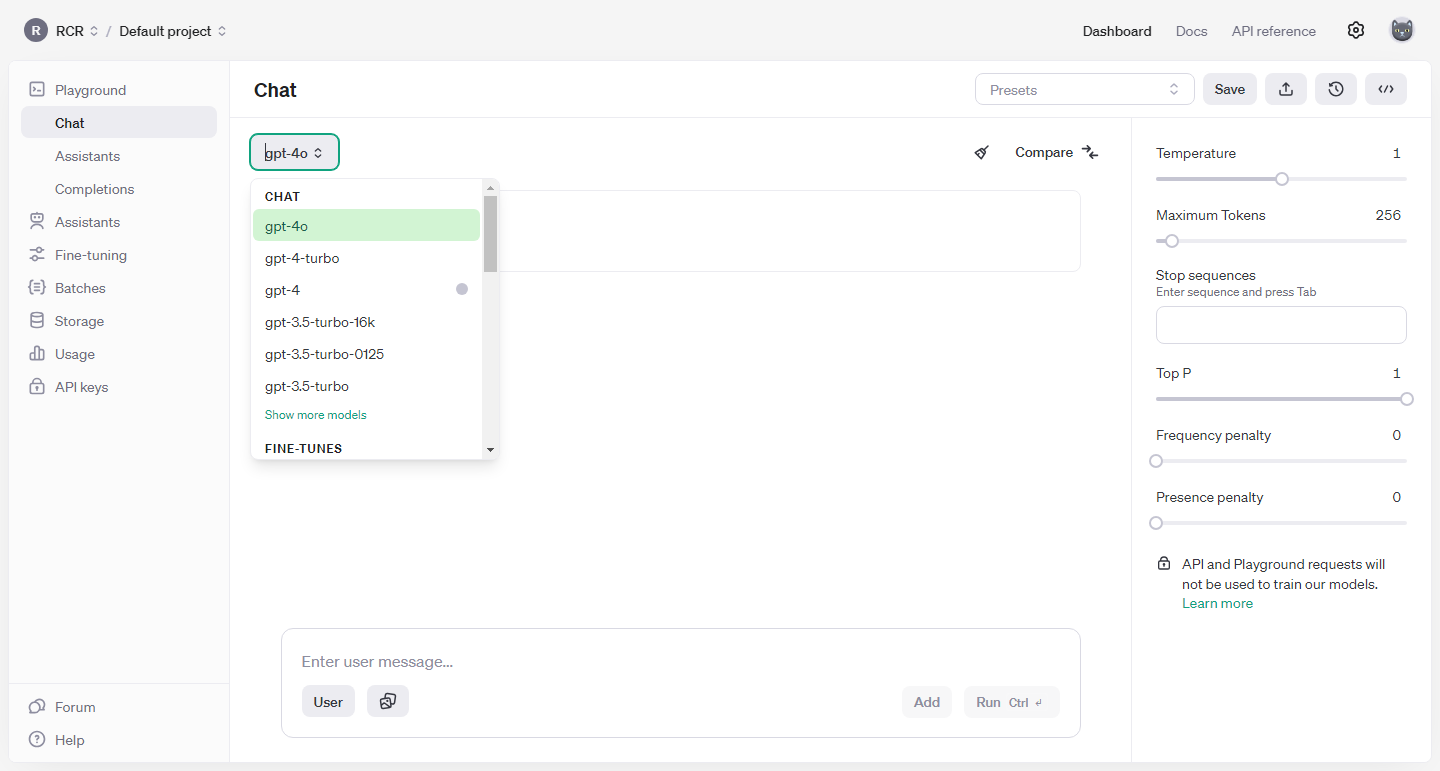 R RCR / Default project
Dashboard Docs API reference
Playground
Chat
Assistants
Completions
Assistants
Fine-tuning
Batches
Storage
Usage
API keys
Forum
Help
Chat
Presets
Save
gpt-4o
Compare
CHAT
gpt-4o
gpt-4-turbo
gpt-4
gpt-3.5-turbo-16k
gpt-3.5-turbo-0125
gpt-3.5-turbo
Show more models
FINE-TUNES
Enter user message...
User
Add
Run Ctrl ↵
Temperature 1
Maximum Tokens 256
Stop sequences
Enter sequence and press Tab
Top P 1
Frequency penalty 0
Presence penalty 0
API and Playground requests will
not be used to train our models.
Learn more